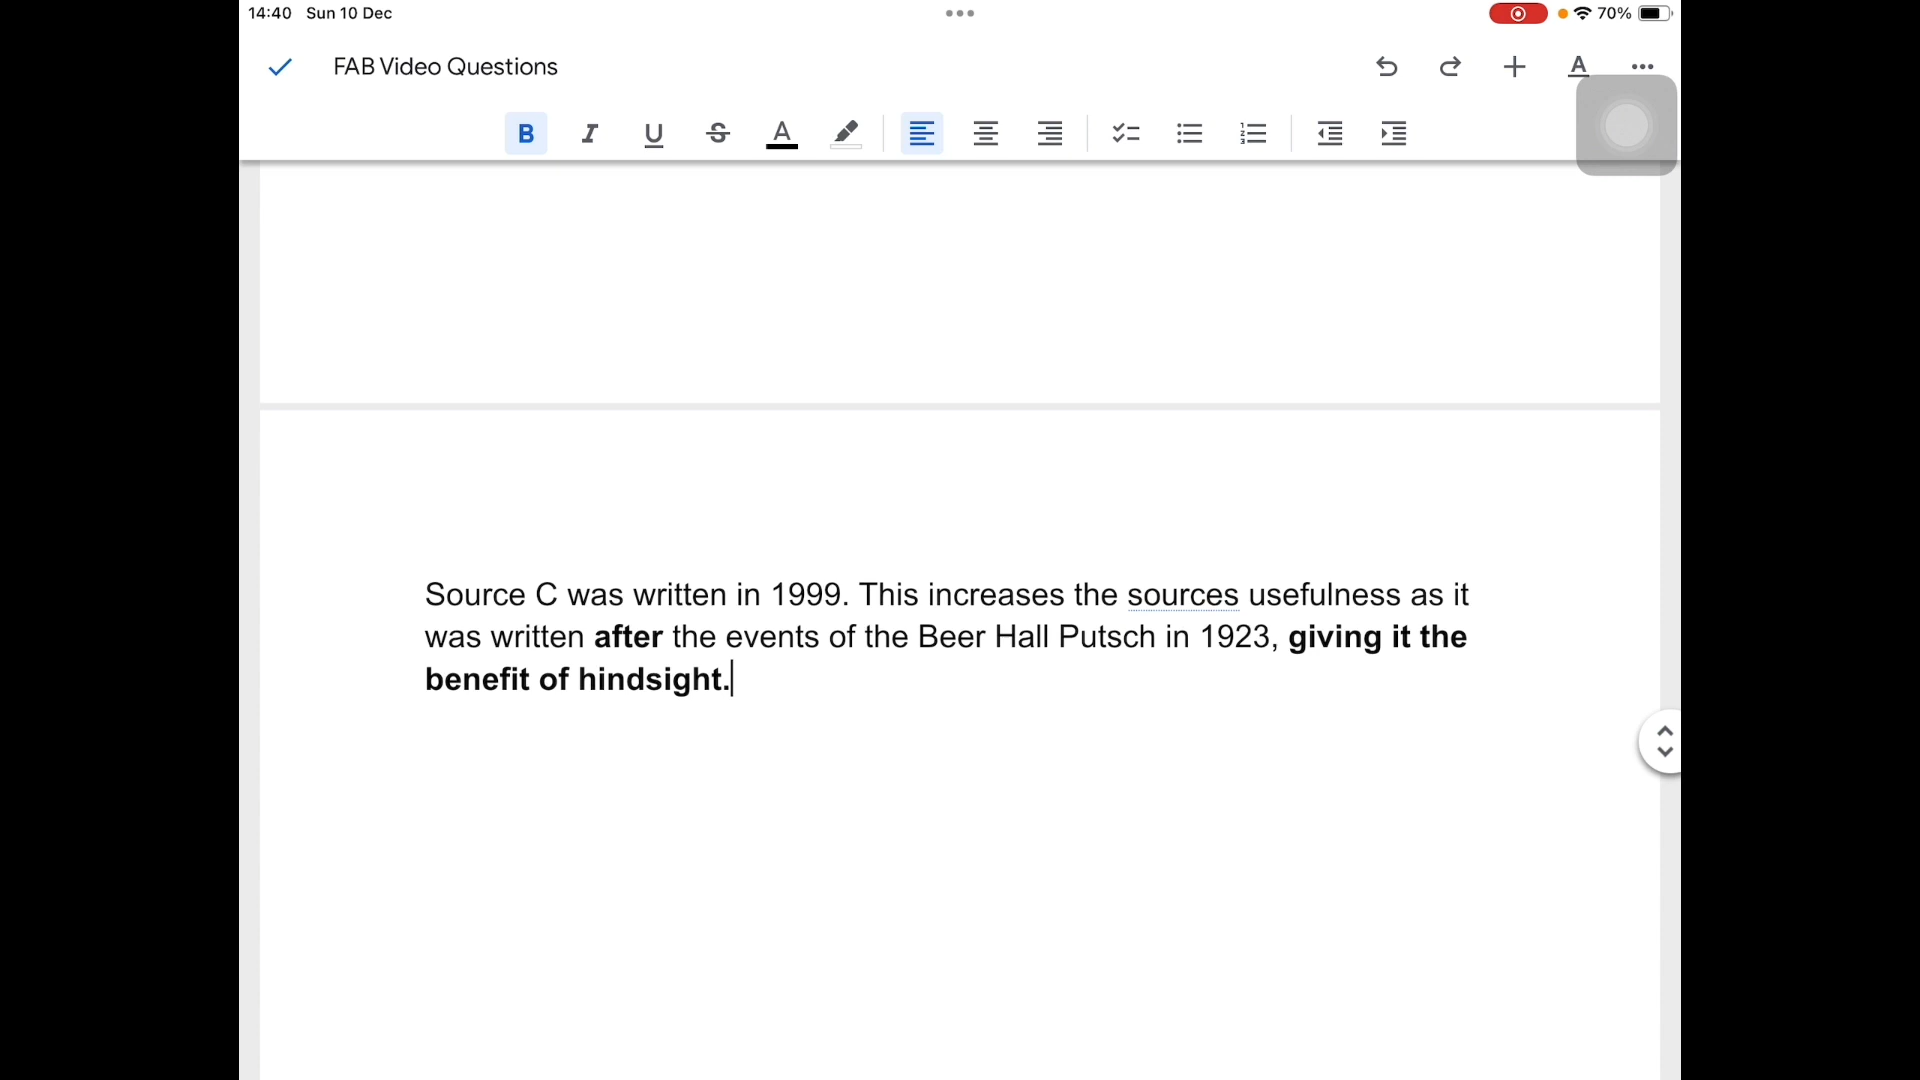 14:40 Sun 10 Dec
70%
FAB Video Questions
Source C was written in 1999. This increases the sources usefulness as it
was written after the events of the Beer Hall Putsch in 1923, giving it the
benefit of hindsight.